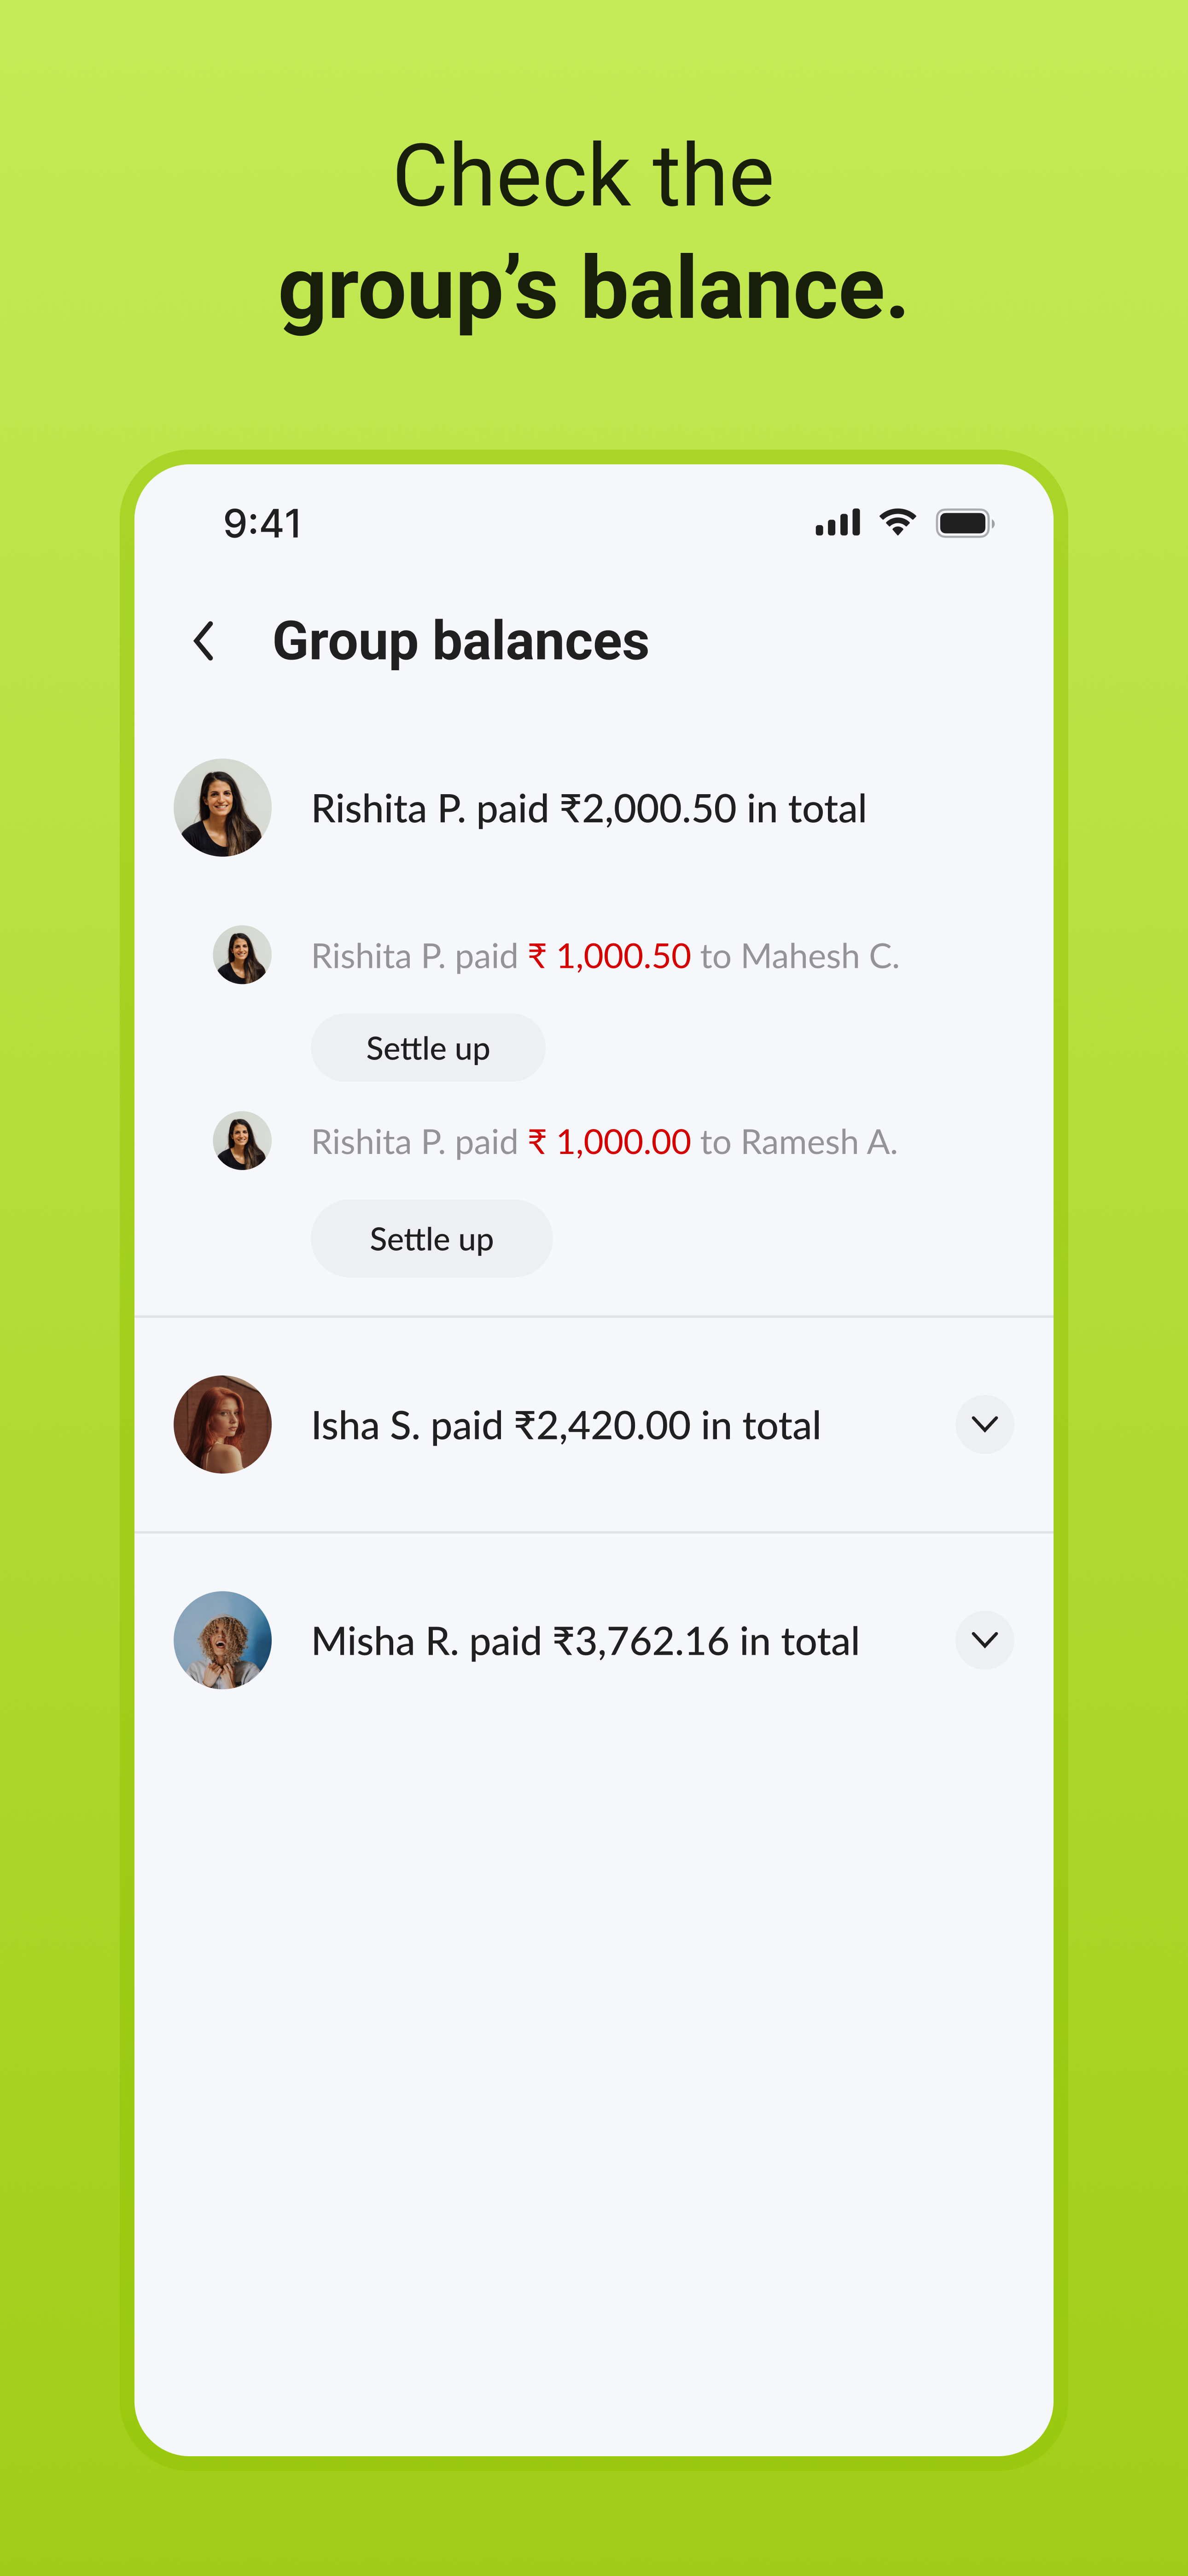 Check the
group’s balance.
9:41
Group balances
Rishita P. paid ₹2,000.50 in total
Rishita P. paid ₹ 1,000.50 to Mahesh C.
Settle up
Rishita P. paid ₹ 1,000.00 to Ramesh A.
Settle up
Isha S. paid ₹2,420.00 in total
Misha R. paid ₹3,762.16 in total